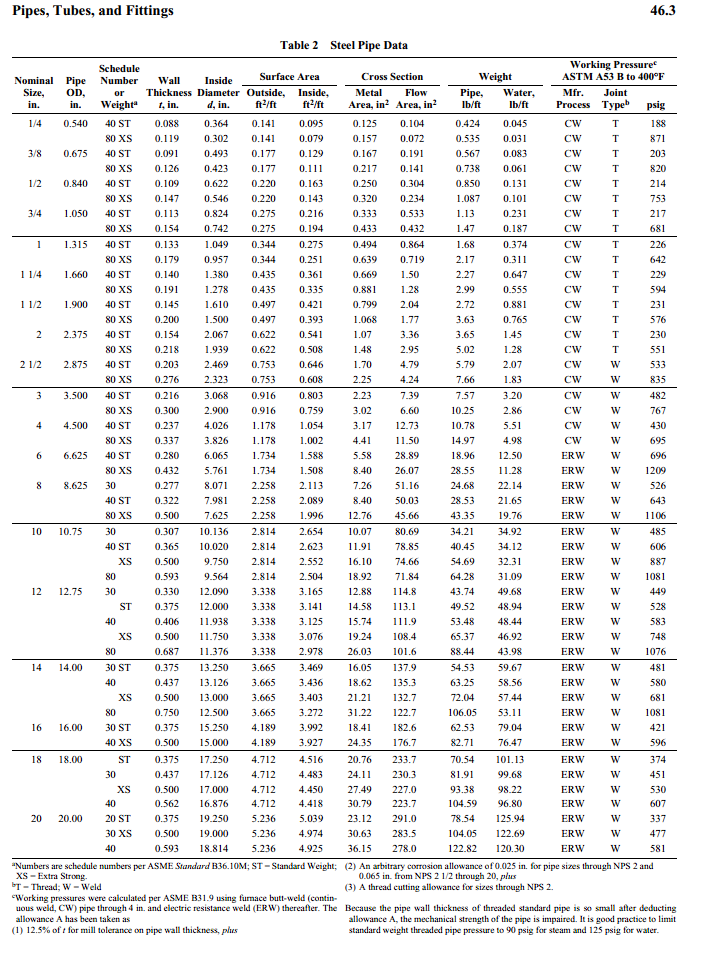 Pipes, Tubes, and Fittings 46.3
Table 2 Steel Pipe Data
Nominal Size, in. Pipe OD, in. Schedule Number or Weightᵃ Wall Thickness t, in. Inside Diameter d, in. Surface Area Outside, ft²/ft Inside, ft²/ft Cross Section Metal Area, in² Flow Area, in² Weight Pipe, lb/ft Water, lb/ft Working Pressureᶜ ASTM A53 B to 400°F Mfr. Process Joint Typeᵇ psig
1/4 0.540 40 ST 0.088 0.364 0.141 0.095 0.125 0.104 0.424 0.045 CW T 188
80 XS 0.119 0.302 0.141 0.079 0.157 0.072 0.535 0.031 CW T 871
3/8 0.675 40 ST 0.091 0.493 0.177 0.129 0.167 0.191 0.567 0.083 CW T 203
80 XS 0.126 0.423 0.177 0.111 0.217 0.141 0.738 0.061 CW T 820
1/2 0.840 40 ST 0.109 0.622 0.220 0.163 0.250 0.304 0.850 0.131 CW T 214
80 XS 0.147 0.546 0.220 0.143 0.320 0.234 1.087 0.101 CW T 753
3/4 1.050 40 ST 0.113 0.824 0.275 0.216 0.333 0.533 1.13 0.231 CW T 217
80 XS 0.154 0.742 0.275 0.194 0.433 0.432 1.47 0.187 CW T 681
1 1.315 40 ST 0.133 1.049 0.344 0.275 0.494 0.864 1.68 0.374 CW T 226
80 XS 0.179 0.957 0.344 0.251 0.639 0.719 2.17 0.311 CW T 642
1 1/4 1.660 40 ST 0.140 1.380 0.435 0.361 0.669 1.50 2.27 0.647 CW T 229
80 XS 0.191 1.278 0.435 0.335 0.881 1.28 2.99 0.555 CW T 594
1 1/2 1.900 40 ST 0.145 1.610 0.497 0.421 0.799 2.04 2.72 0.881 CW T 231
80 XS 0.200 1.500 0.497 0.393 1.068 1.77 3.63 0.765 CW T 576
2 2.375 40 ST 0.154 2.067 0.622 0.541 1.07 3.36 3.65 1.45 CW T 230
80 XS 0.218 1.939 0.622 0.508 1.48 2.95 5.02 1.28 CW T 551
2 1/2 2.875 40 ST 0.203 2.469 0.753 0.646 1.70 4.79 5.79 2.07 CW W 533
80 XS 0.276 2.323 0.753 0.608 2.25 4.24 7.66 1.83 CW W 835
3 3.500 40 ST 0.216 3.068 0.916 0.803 2.23 7.39 7.57 3.20 CW W 482
80 XS 0.300 2.900 0.916 0.759 3.02 6.60 10.25 2.86 CW W 767
4 4.500 40 ST 0.237 4.026 1.178 1.054 3.17 12.73 10.78 5.51 CW W 430
80 XS 0.337 3.826 1.178 1.002 4.41 11.50 14.97 4.98 CW W 695
6 6.625 40 ST 0.280 6.065 1.734 1.588 5.58 28.89 18.96 12.50 ERW W 696
80 XS 0.432 5.761 1.734 1.508 8.40 26.07 28.55 11.28 ERW W 1209
8 8.625 30 0.277 8.071 2.258 2.113 7.26 51.16 24.68 22.14 ERW W 526
40 ST 0.322 7.981 2.258 2.089 8.40 50.03 28.53 21.65 ERW W 643
80 XS 0.500 7.625 2.258 1.996 12.76 45.66 43.35 19.76 ERW W 1106
10 10.75 30 0.307 10.136 2.814 2.654 10.07 80.69 34.21 34.92 ERW W 485
40 ST 0.365 10.020 2.814 2.623 11.91 78.85 40.45 34.12 ERW W 606
XS 0.500 9.750 2.814 2.552 16.10 74.66 54.69 32.31 ERW W 887
80 0.593 9.564 2.814 2.504 18.92 71.84 64.28 31.09 ERW W 1081
12 12.75 30 0.330 12.090 3.338 3.165 12.88 114.8 43.74 49.68 ERW W 449
ST 0.375 12.000 3.338 3.141 14.58 113.1 49.52 48.94 ERW W 528
40 0.406 11.938 3.338 3.125 15.74 111.9 53.48 48.44 ERW W 583
XS 0.500 11.750 3.338 3.076 19.24 108.4 65.37 46.92 ERW W 748
80 0.687 11.376 3.338 2.978 26.03 101.6 88.44 43.98 ERW W 1076
14 14.00 30 ST 0.375 13.250 3.665 3.469 16.05 137.9 54.53 59.67 ERW W 481
40 0.437 13.126 3.665 3.436 18.62 135.3 63.25 58.56 ERW W 580
XS 0.500 13.000 3.665 3.403 21.21 132.7 72.04 57.44 ERW W 681
80 0.750 12.500 3.665 3.272 31.22 122.7 106.05 53.11 ERW W 1081
16 16.00 30 ST 0.375 15.250 4.189 3.992 18.41 182.6 62.53 79.04 ERW W 421
40 XS 0.500 15.000 4.189 3.927 24.35 176.7 82.71 76.47 ERW W 596
18 18.00 ST 0.375 17.250 4.712 4.516 20.76 233.7 70.54 101.13 ERW W 374
30 0.437 17.126 4.712 4.483 24.11 230.3 81.91 99.68 ERW W 451
XS 0.500 17.000 4.712 4.450 27.49 227.0 93.38 98.22 ERW W 530
40 0.562 16.876 4.712 4.418 30.79 223.7 104.59 96.80 ERW W 607
20 20.00 20 ST 0.375 19.250 5.236 5.039 23.12 291.0 78.54 125.94 ERW W 337
30 XS 0.500 19.000 5.236 4.974 30.63 283.5 104.05 122.69 ERW W 477
40 0.593 18.814 5.236 4.925 36.15 278.0 122.82 120.30 ERW W 581
ᵃNumbers are schedule numbers per ASME Standard B36.10M; ST = Standard Weight;
XS = Extra Strong.
ᵇT = Thread; W = Weld
ᶜWorking pressures were calculated per ASME B31.9 using furnace butt-weld (contin-
uous weld, CW) pipe through 4 in. and electric resistance weld (ERW) thereafter. The
allowance A has been taken as
(1) 12.5% of t for mill tolerance on pipe wall thickness, plus
(2) An arbitrary corrosion allowance of 0.025 in. for pipe sizes through NPS 2 and
0.065 in. from NPS 2 1/2 through 20, plus
(3) A thread cutting allowance for sizes through NPS 2.
Because the pipe wall thickness of threaded standard pipe is so small after deducting
allowance A, the mechanical strength of the pipe is impaired. It is good practice to limit
standard weight threaded pipe pressure to 90 psig for steam and 125 psig for water.